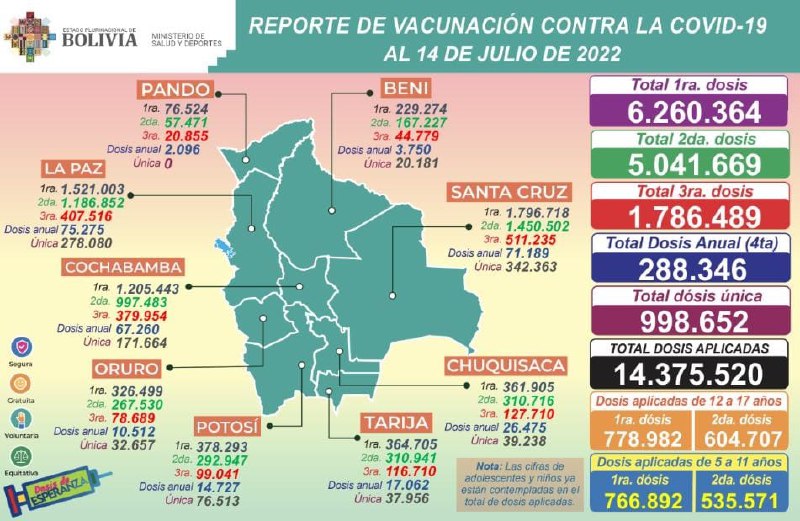 ESTADO PLURINACIONAL DE
BOLIVIA
MINISTERIO
DE SALUD Y DEPORTES
REPORTE DE VACUNACIÓN CONTRA LA COVID-19
AL 14 DE JULIO DE 2022
PANDO
1ra. 76.524
2da. 57.471
3ra. 20.855
Dosis anual 2.096
Única 0
BENI
1ra. 229.274
2da. 167.227
3ra. 44.779
Dosis anual 3.750
Única 20.181
LA PAZ
1ra. 1.521.003
2da. 1.186.852
3ra. 407.516
Dosis anual 75.275
Única 278.080
SANTA CRUZ
1ra. 1.796.718
2da. 1.450.502
3ra. 511.235
Dosis anual 71.189
Única 342.363
COCHABAMBA
1ra. 1.205.443
2da. 997.483
3ra. 379.954
Dosis anual 67.260
Única 171.664
ORURO
1ra. 326.499
2da. 267.530
3ra. 78.689
Dosis anual 10.512
Única 32.657
POTOSÍ
1ra. 378.293
2da. 292.947
3ra. 99.041
Dosis anual 14.727
Única 76.513
TARIJA
1ra. 364.705
2da. 310.941
3ra. 116.710
Dosis anual 17.062
Única 37.956
CHUQUISACA
1ra. 361.905
2da. 310.716
3ra. 127.710
Dosis anual 26.475
Única 39.238
Segura
Gratuita
Voluntaria
Equitativa
Dosis de
ESPERANZA
Nota: Las cifras de
adolescentes y niños ya
están contempladas en el
total de dosis aplicadas.
Total 1ra. dosis
6.260.364
Total 2da. dosis
5.041.669
Total 3ra. dosis
1.786.489
Total Dosis Anual (4ta)
288.346
Total dósis única
998.652
TOTAL DOSIS APLICADAS
14.375.520
Dosis aplicadas de 12 a 17 años
1ra. dósis 2da. dósis
778.982 604.707
Dosis aplicadas de 5 a 11 años
1ra. dósis 2da. dósis
766.892 535.571